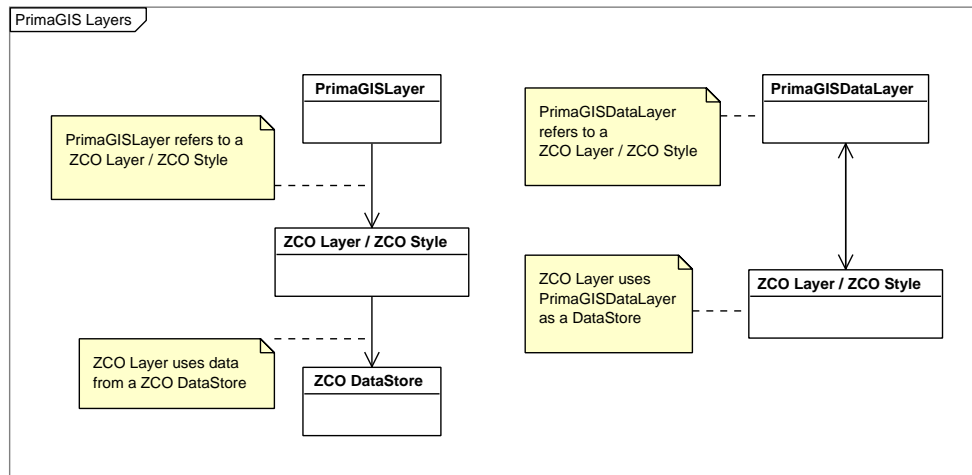 PrimaGIS Layers
PrimaGISLayer
PrimaGISLayer refers to a
ZCO Layer / ZCO Style
ZCO Layer / ZCO Style
ZCO Layer uses data
from a ZCO DataStore
ZCO DataStore
PrimaGISDataLayer
PrimaGISDataLayer
refers to a
ZCO Layer / ZCO Style
ZCO Layer uses
PrimaGISDataLayer
as a DataStore
ZCO Layer / ZCO Style